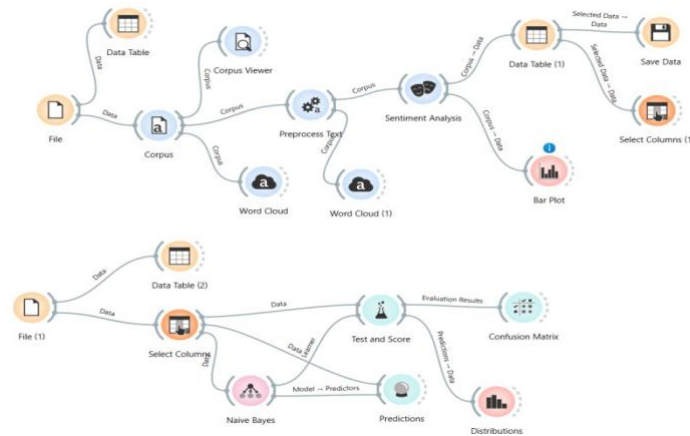 Selected Data → Data
Data Table
Corpus Viewer
Data
Corpus
Corpus → Data
Data Table (1)
Save Data
Selected Data → Data
Corpus
Corpus
Data
File
Corpus
Preprocess Text
Sentiment Analysis
Select Columns (1
Corpus
Corpus
Corpus → Data
a
Word Cloud
a
Word Cloud (1)
i
Bar Plot
Data
Data Table (2)
Data
Data
Evaluation Results
File (1)
Select Columns
Test and Score
Confusion Matrix
Data
Learner
Data
Predictions → Data
Model → Predictors
Naive Bayes
Predictions
Distributions